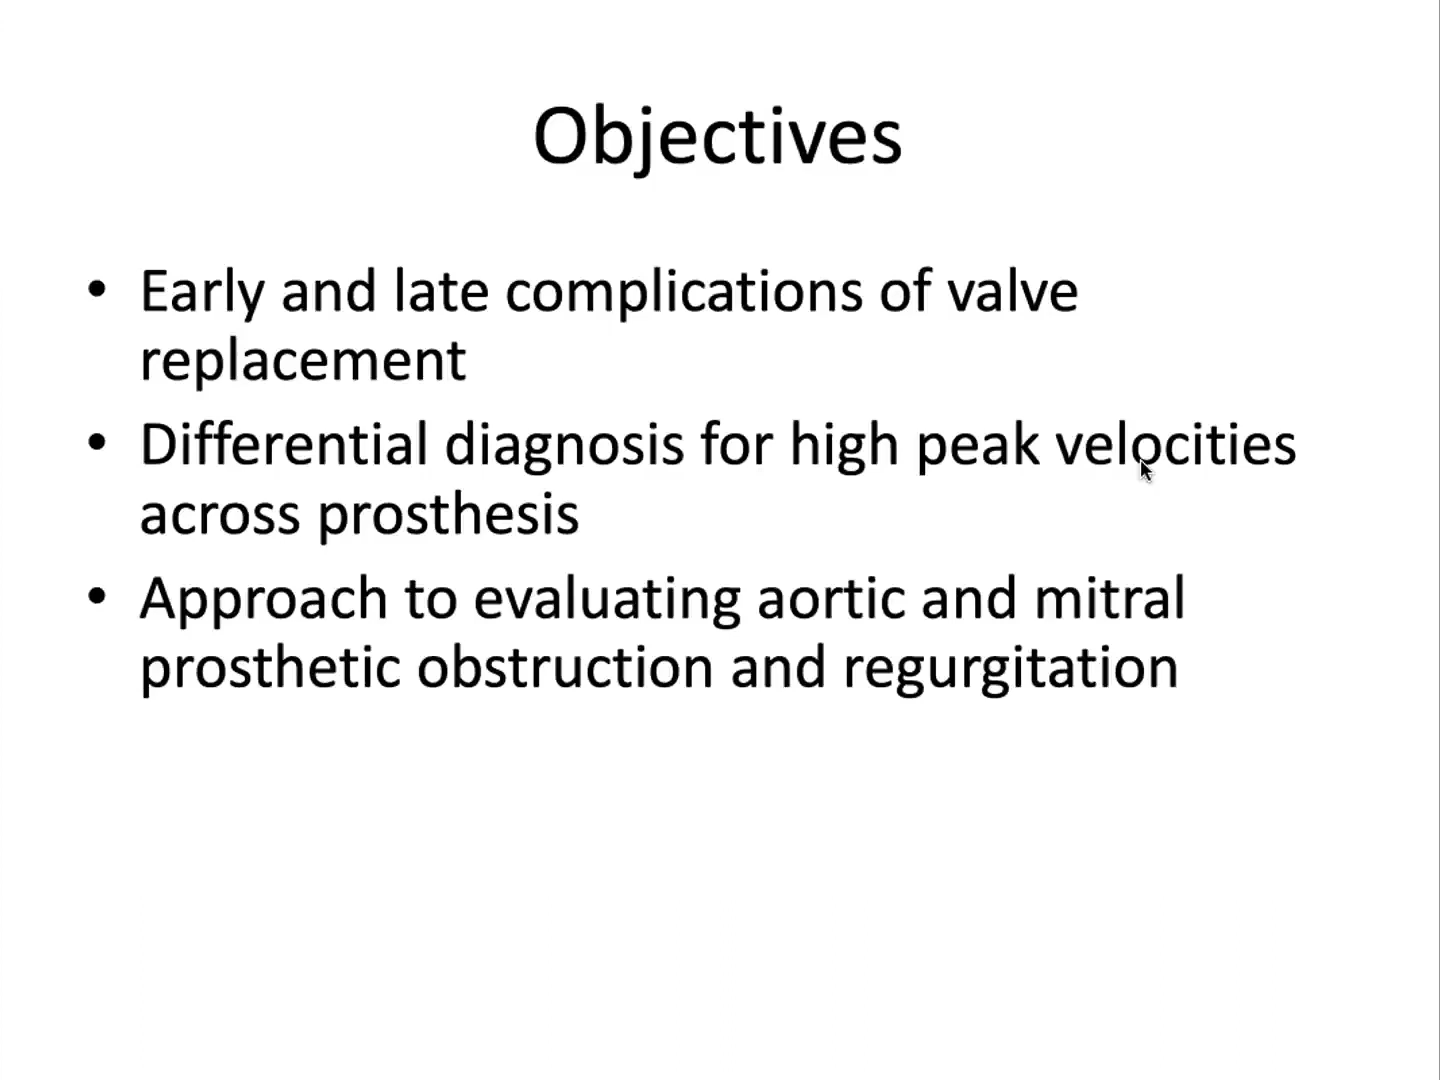 Objectives
• Early and late complications of valve
replacement
• Differential diagnosis for high peak velocities
across prosthesis
• Approach to evaluating aortic and mitral
prosthetic obstruction and regurgitation